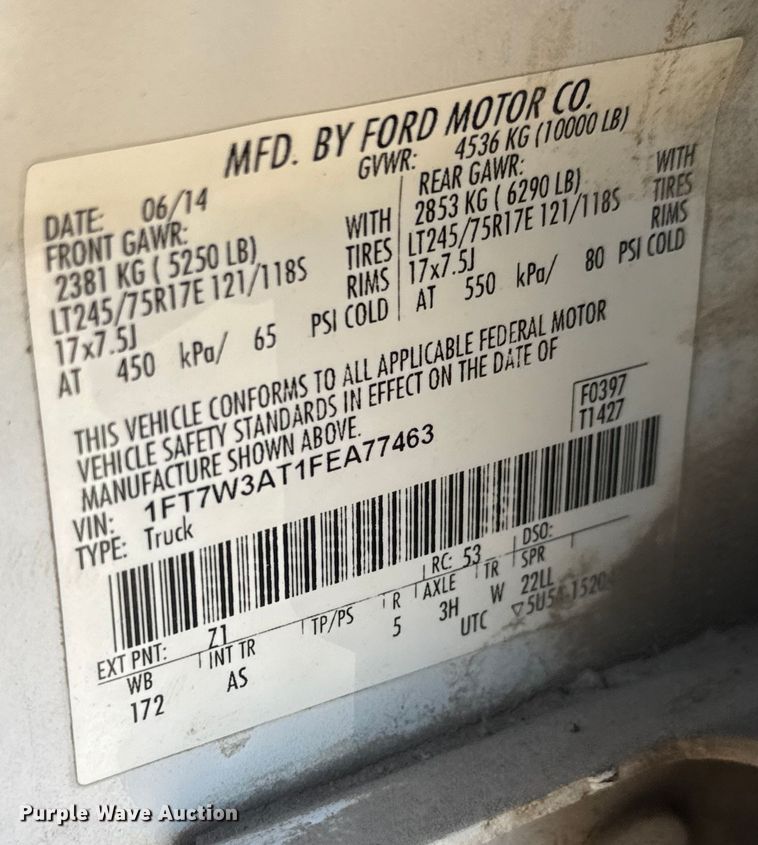 MFD. BY FORD MOTOR CO.
DATE: 06/14
GVWR: 4536 KG (10000 LB)
FRONT GAWR:
2381 KG ( 5250 LB) WITH
LT245/75R17E 121/118S TIRES
17x7.5J RIMS
AT 450 kPa/ 65 PSI COLD
REAR GAWR:
2853 KG ( 6290 LB) WITH
LT245/75R17E 121/118S TIRES
17x7.5J RIMS
AT 550 kPa/ 80 PSI COLD
THIS VEHICLE CONFORMS TO ALL APPLICABLE FEDERAL MOTOR
VEHICLE SAFETY STANDARDS IN EFFECT ON THE DATE OF
MANUFACTURE SHOWN ABOVE.
F0397
T1427
VIN: 1FT7W3AT1FEA77463
TYPE: Truck
EXT PNT: Z1 RC: 53 DSO:
WB INT TR TP/PS R AXLE TR SPR
172 AS 5 3H W 22LL
UTC
Purple Wave Auction